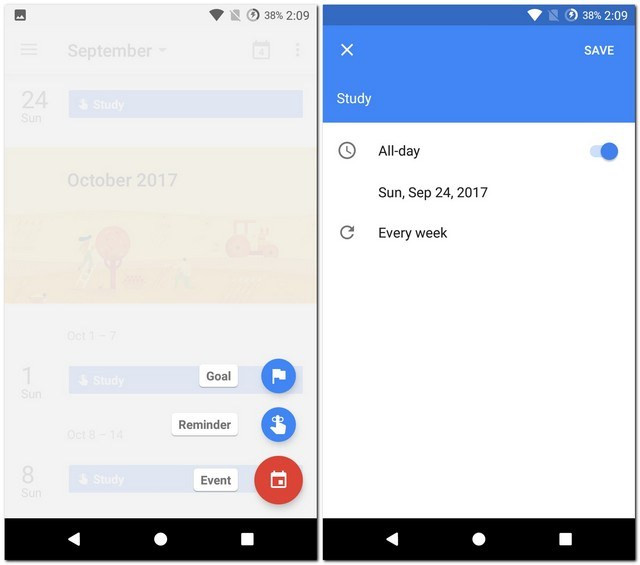 38% 2:09
September
4
24
Sun
Study
October 2017
Oct 1 – 7
1
Sun
Study
Goal
Oct 8 – 14
Reminder
8
Sun
Study
Event
38% 2:09
SAVE
Study
All-day
Sun, Sep 24, 2017
Every week